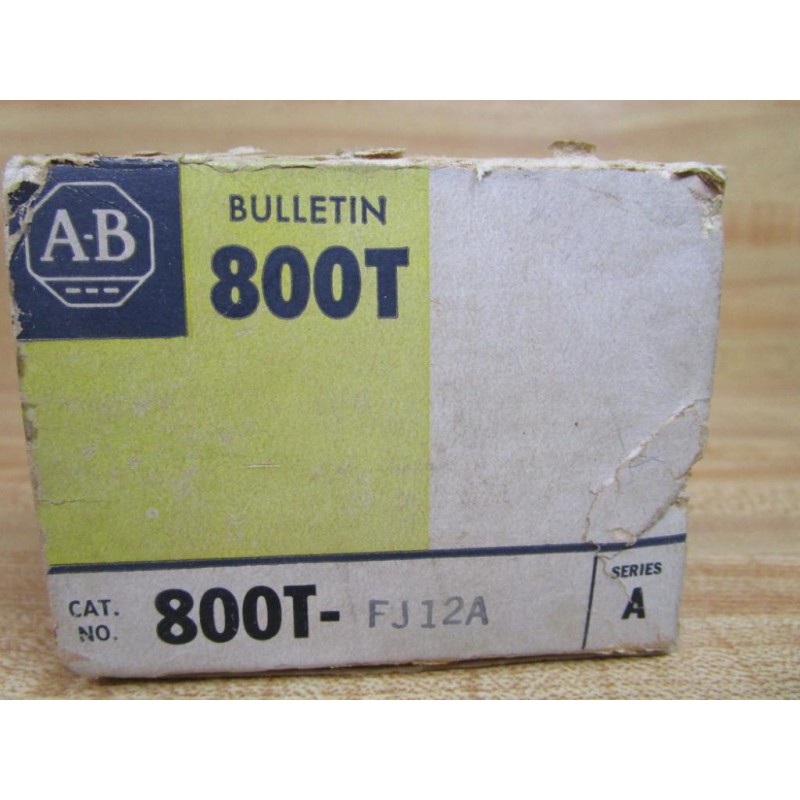 A-B
BULLETIN
800T
CAT. NO. 800T- FJ12A
SERIES
A